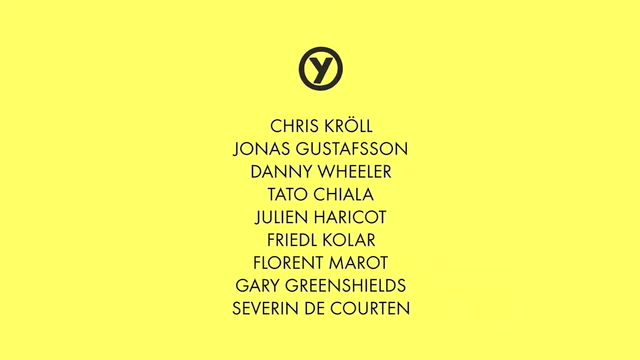 Y
CHRIS KRÖLL
JONAS GUSTAFSSON
DANNY WHEELER
TATO CHIALA
JULIEN HARICOT
FRIEDL KOLAR
FLORENT MAROT
GARY GREENSHIELDS
SEVERIN DE COURTEN